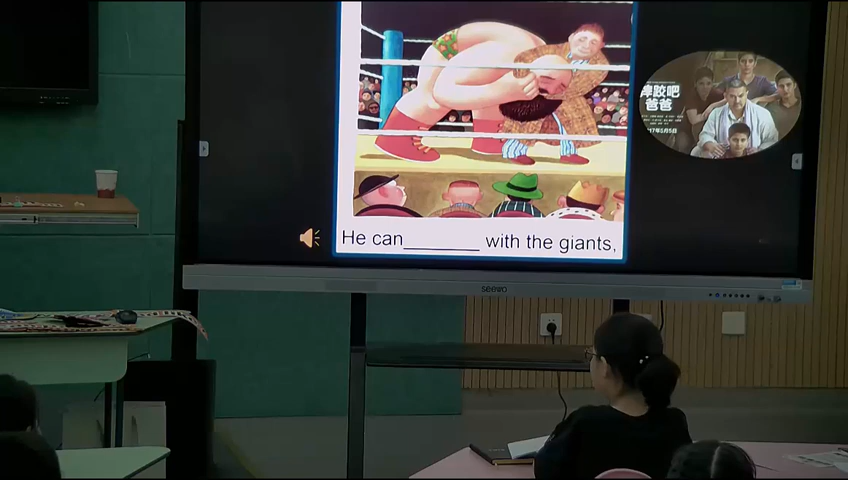 摔跤吧
爸爸
He can_______ with the giants,
seewo